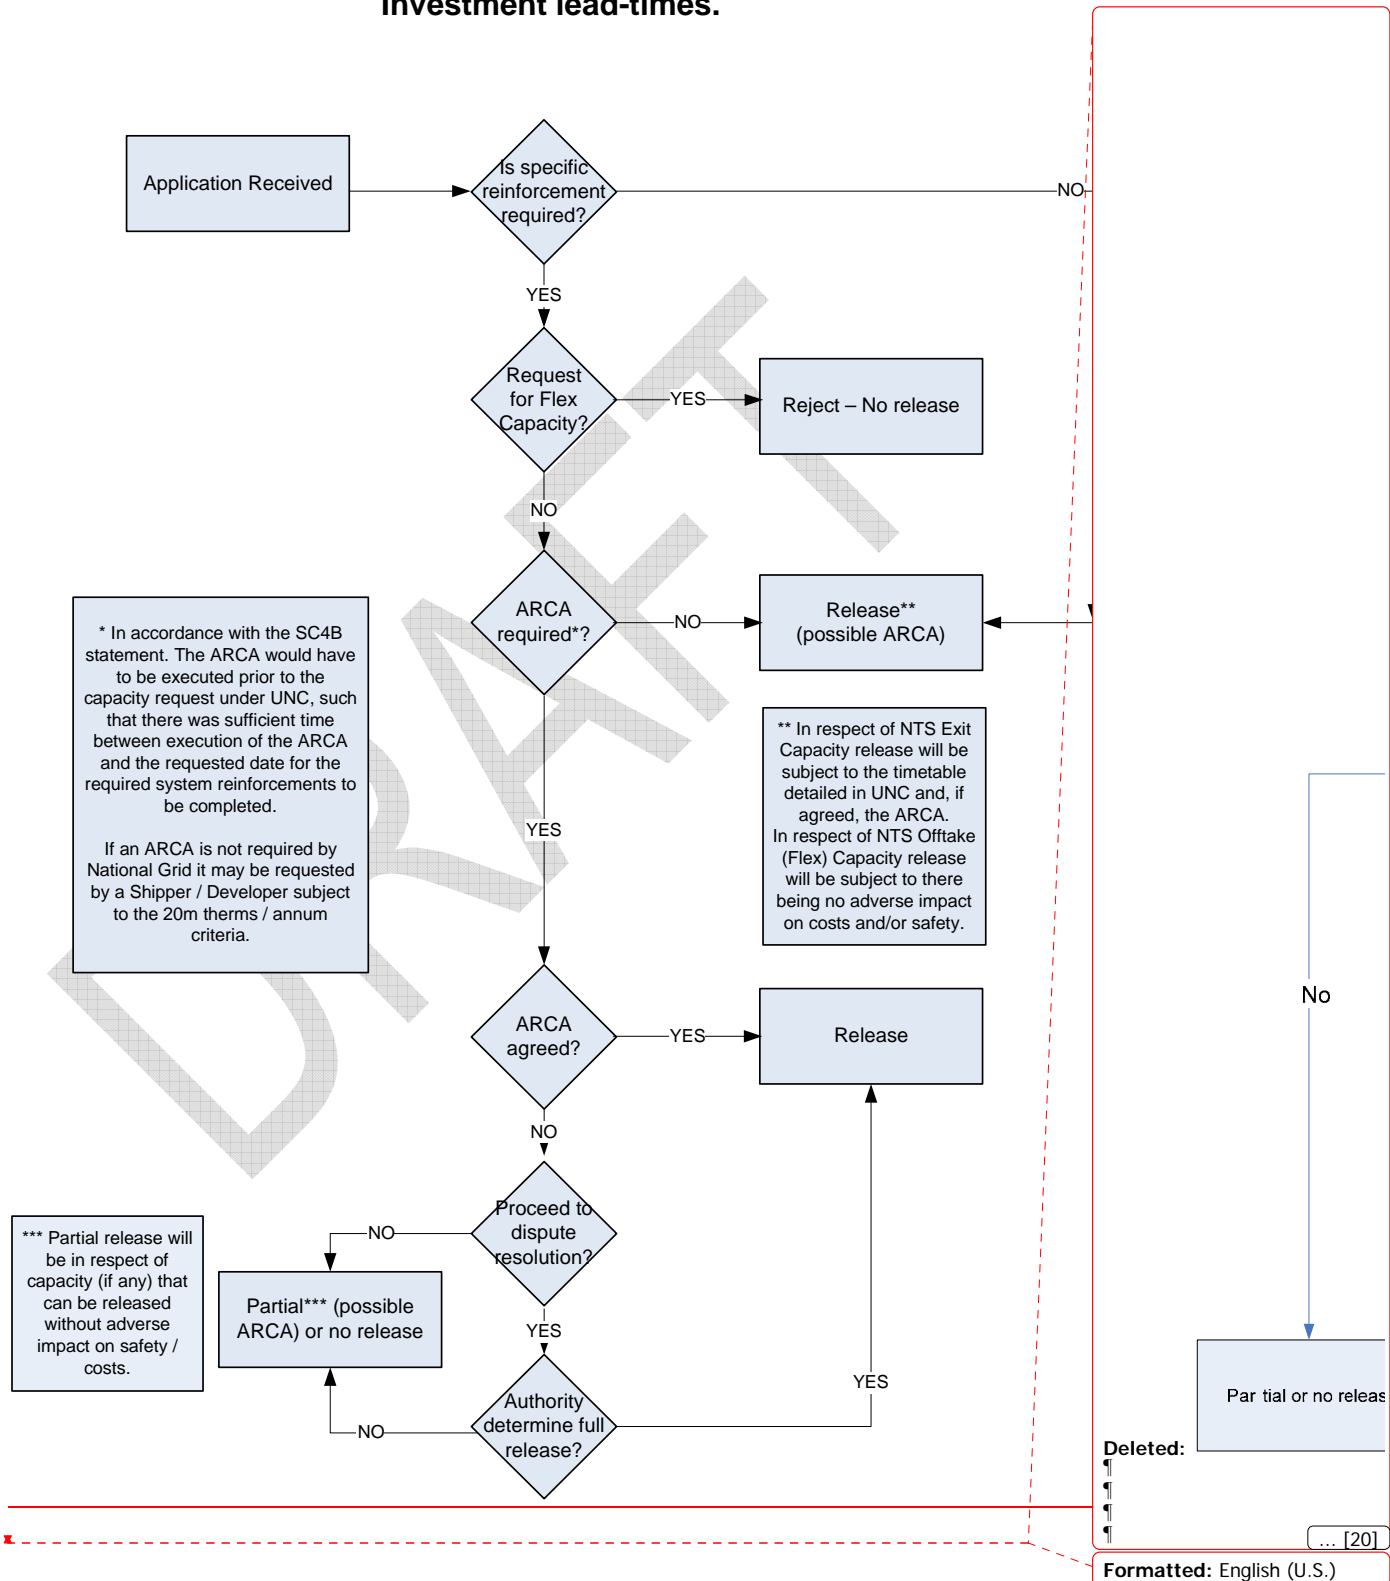 investment lead-times.
Application Received
Is specific
reinforcement
required?
NO
YES
Request
for Flex
Capacity?
YES
Reject – No release
NO
ARCA
required*?
NO
Release**
(possible ARCA)
* In accordance with the SC4B
statement. The ARCA would have
to be executed prior to the
capacity request under UNC, such
that there was sufficient time
between execution of the ARCA
and the requested date for the
required system reinforcements to
be completed.
If an ARCA is not required by
National Grid it may be requested
by a Shipper / Developer subject
to the 20m therms / annum
criteria.
** In respect of NTS Exit
Capacity release will be
subject to the timetable
detailed in UNC and, if
agreed, the ARCA.
In respect of NTS Offtake
(Flex) Capacity release
will be subject to there
being no adverse impact
on costs and/or safety.
YES
ARCA
agreed?
YES
Release
NO
Proceed to
dispute
resolution?
NO
*** Partial release will
be in respect of
capacity (if any) that
can be released
without adverse
impact on safety /
costs.
Partial*** (possible
ARCA) or no release
YES
Authority
determine full
release?
NO
YES
DRAFT
No
Par tial or no releas
Deleted:
¶
¶
¶
¶
... [20]
Formatted: English (U.S.)